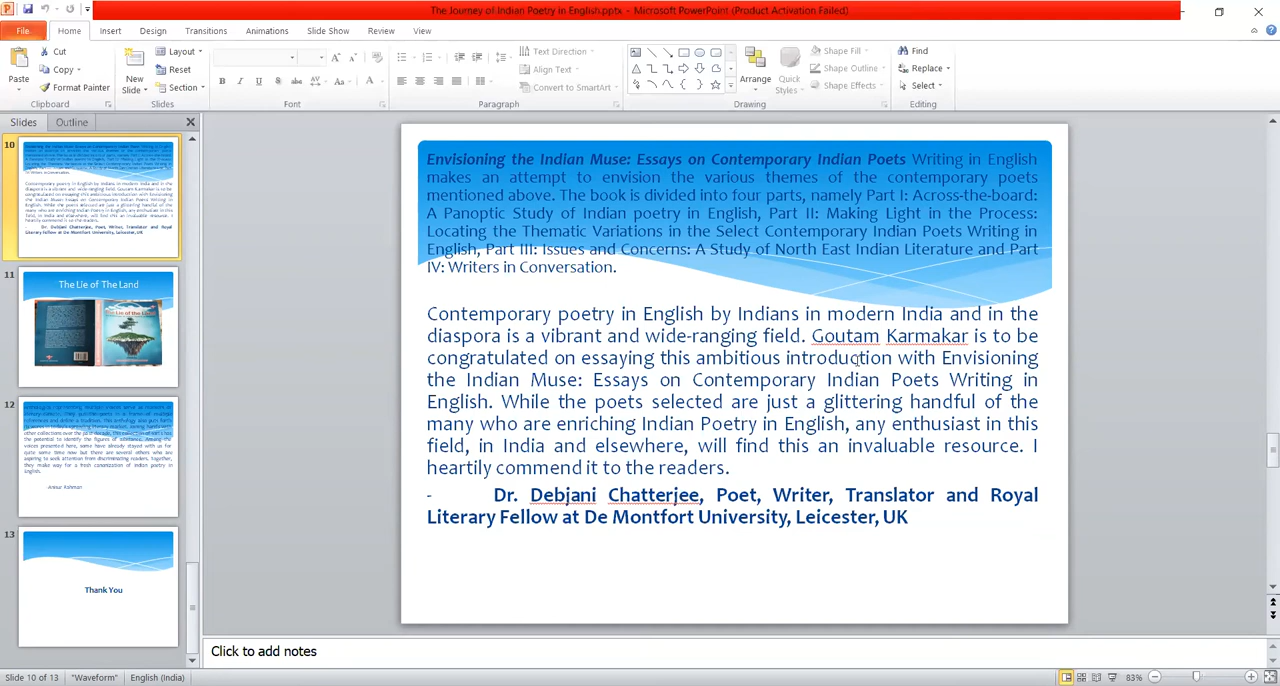 The Journey of Indian Poetry in English.pptx - Microsoft PowerPoint (Product Activation Failed)
File Home Insert Design Transitions Animations Slide Show Review View
Cut
Copy
Format Painter
Paste
Clipboard
New
Slide
Layout
Reset
Section
Slides
Font
Text Direction
Align Text
Convert to SmartArt
Paragraph
Arrange
Quick
Styles
Shape Fill
Shape Outline
Shape Effects
Drawing
Find
Replace
Select
Editing
Slides Outline
10
11
The Lie of The Land
12
13
Thank You
Envisioning the Indian Muse: Essays on Contemporary Indian Poets Writing in English
makes an attempt to envision the various themes of the contemporary poets
mentioned above. The book is divided into four parts, namely Part I: Across-the-board:
A Panoptic Study of Indian poetry in English, Part II: Making Light in the Process:
Locating the Thematic Variations in the Select Contemporary Indian Poets Writing in
English, Part III: Issues and Concerns: A Study of North East Indian Literature and Part
IV: Writers in Conversation.
Contemporary poetry in English by Indians in modern India and in the
diaspora is a vibrant and wide-ranging field. Goutam Karmakar is to be
congratulated on essaying this ambitious introduction with Envisioning
the Indian Muse: Essays on Contemporary Indian Poets Writing in
English. While the poets selected are just a glittering handful of the
many who are enriching Indian Poetry in English, any enthusiast in this
field, in India and elsewhere, will find this an invaluable resource. I
heartily commend it to the readers.
- Dr. Debjani Chatterjee, Poet, Writer, Translator and Royal
Literary Fellow at De Montfort University, Leicester, UK
Click to add notes
Slide 10 of 13 "Waveform" English (India) 83%